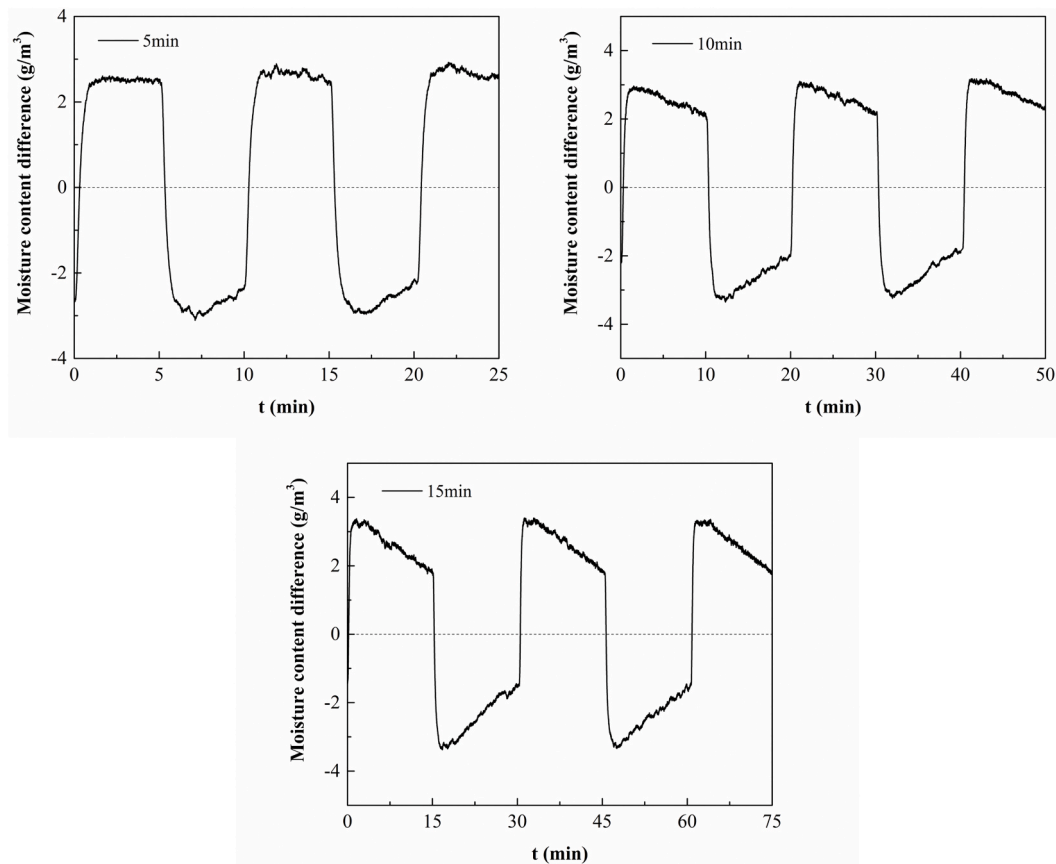 5min
Moisture content difference (g/m³)
4
2
0
-2
-4
0 5 10 15 20 25
t (min)
10min
Moisture content difference (g/m³)
4
2
0
-2
-4
0 10 20 30 40 50
t (min)
15min
Moisture content difference (g/m³)
4
2
0
-2
-4
0 15 30 45 60 75
t (min)